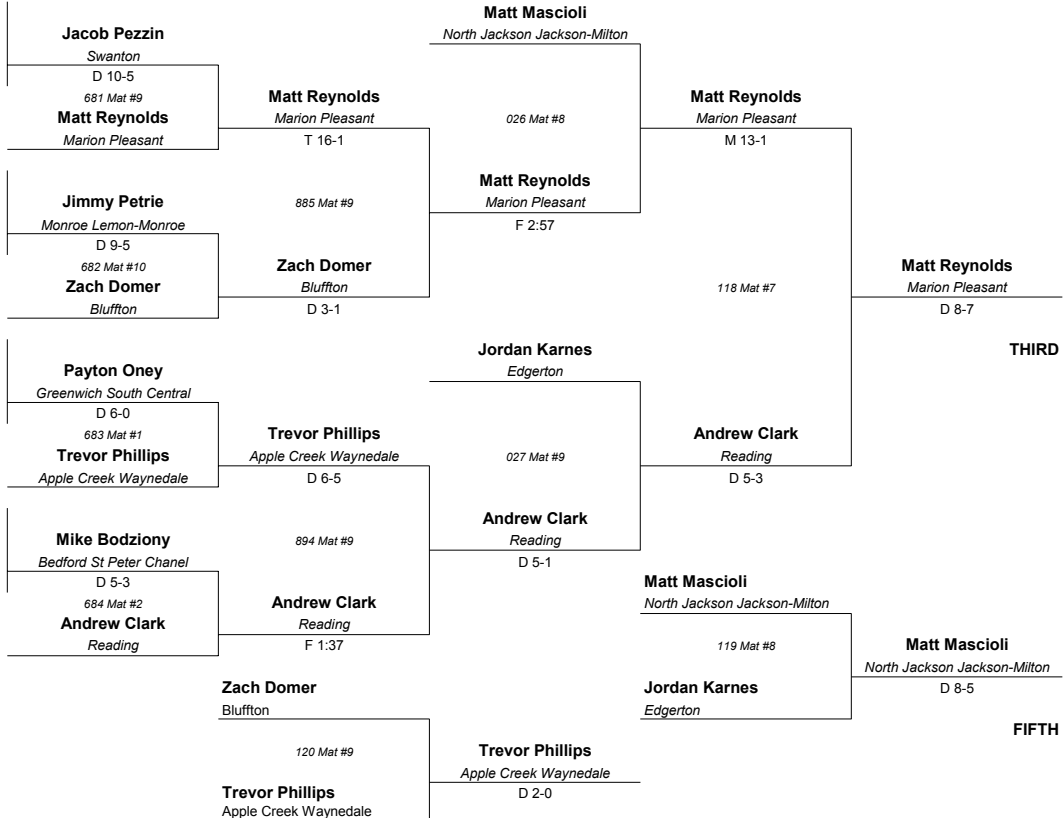 Matt Mascioli
North Jackson Jackson-Milton
Jacob Pezzin
Swanton
D 10-5
681 Mat #9
Matt Reynolds
Marion Pleasant
Matt Reynolds
Marion Pleasant
T 16-1
026 Mat #8
Matt Reynolds
Marion Pleasant
M 13-1
Jimmy Petrie
Monroe Lemon-Monroe
D 9-5
682 Mat #10
Zach Domer
Bluffton
885 Mat #9
Zach Domer
Bluffton
D 3-1
Matt Reynolds
Marion Pleasant
F 2:57
118 Mat #7
Matt Reynolds
Marion Pleasant
D 8-7
THIRD
Payton Oney
Greenwich South Central
D 6-0
683 Mat #1
Trevor Phillips
Apple Creek Waynedale
Trevor Phillips
Apple Creek Waynedale
D 6-5
Jordan Karnes
Edgerton
027 Mat #9
Andrew Clark
Reading
D 5-3
Mike Bodziony
Bedford St Peter Chanel
D 5-3
684 Mat #2
Andrew Clark
Reading
894 Mat #9
Andrew Clark
Reading
F 1:37
Andrew Clark
Reading
D 5-1
Matt Mascioli
North Jackson Jackson-Milton
119 Mat #8
Jordan Karnes
Edgerton
Matt Mascioli
North Jackson Jackson-Milton
D 8-5
FIFTH
Zach Domer
Bluffton
120 Mat #9
Trevor Phillips
Apple Creek Waynedale
Trevor Phillips
Apple Creek Waynedale
D 2-0